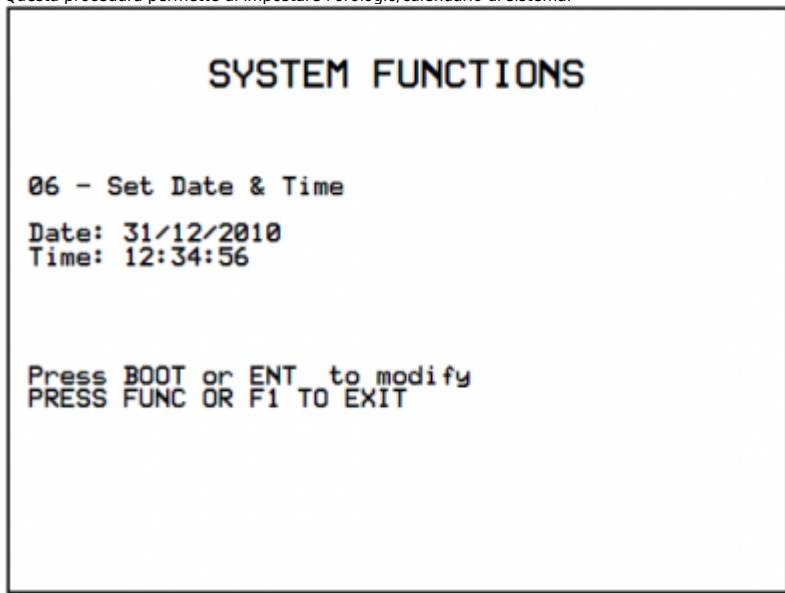 Questa procedura permette di impostare l'orologio/calendario di sistema.
SYSTEM FUNCTIONS
06 - Set Date & Time
Date: 31/12/2010
Time: 12:34:56
Press BOOT or ENT to modify
PRESS FUNC OR F1 TO EXIT